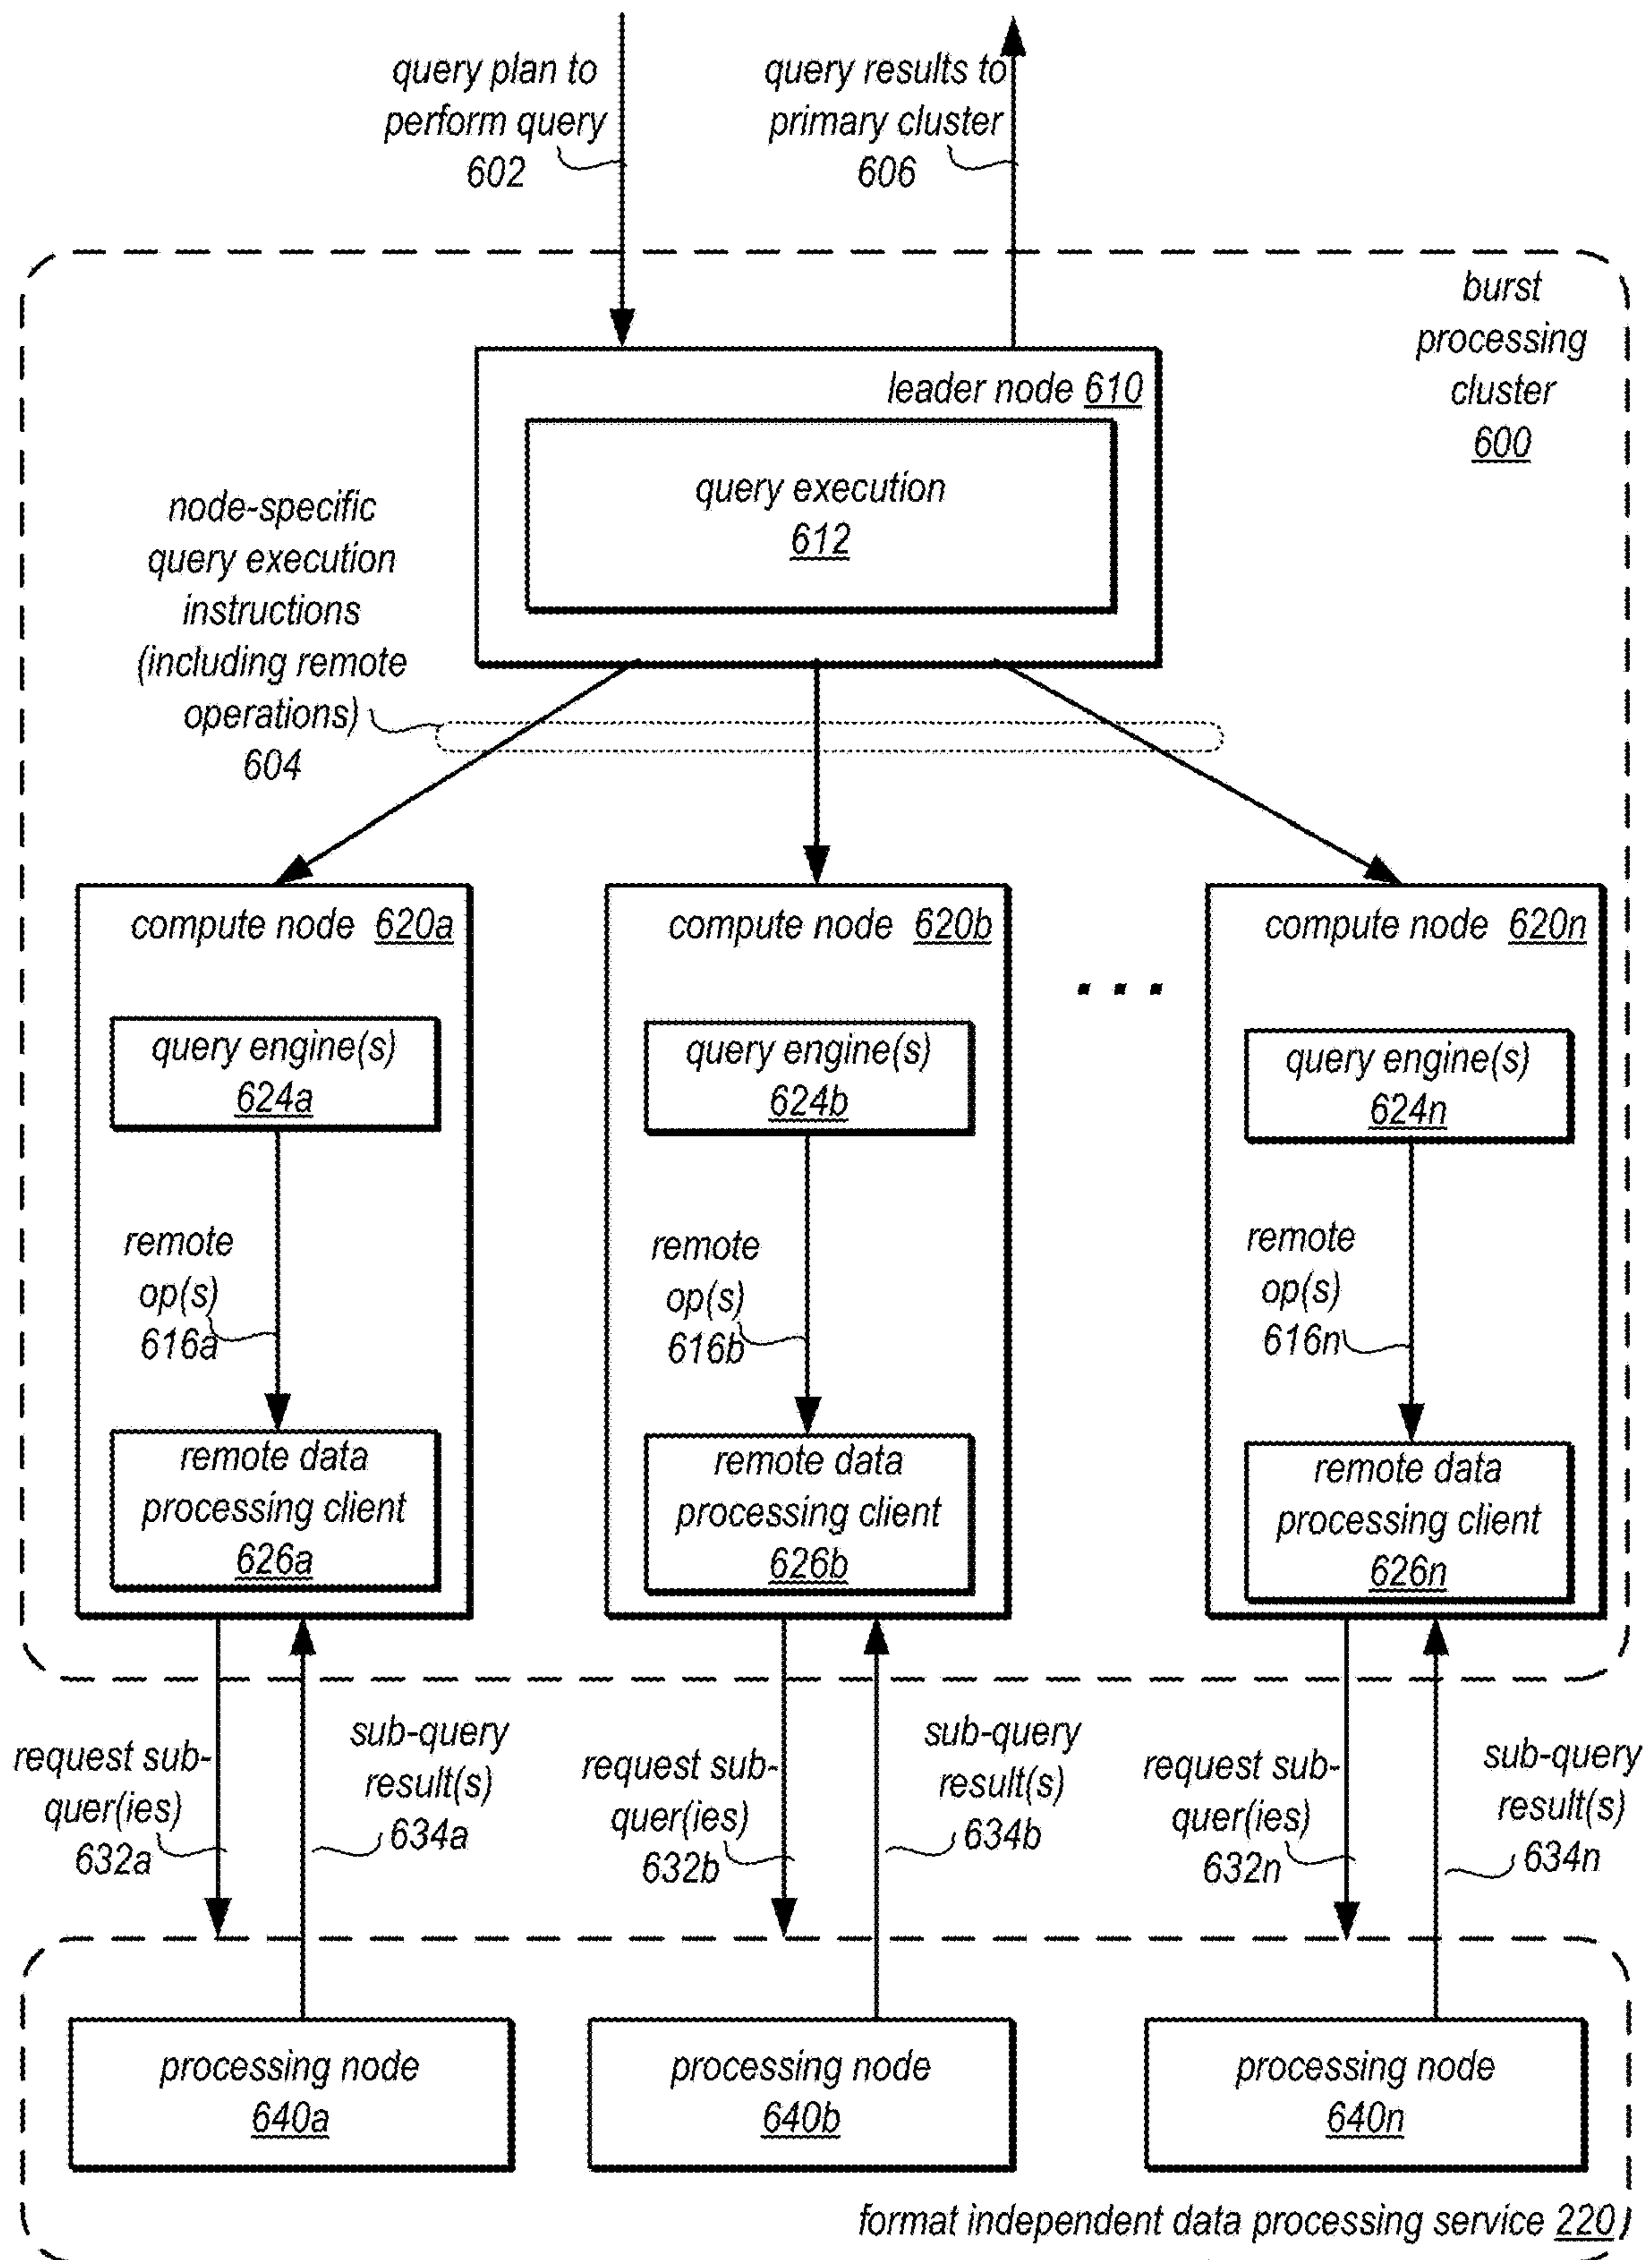 query plan to
perform query
602
query results to
primary cluster
606
burst
processing
cluster
600
leader node 610
query execution
612
node-specific
query execution
instructions
(including remote
operations)
604
compute node 620a
query engine(s)
624a
remote
op(s)
616a
remote data
processing client
626a
compute node 620b
query engine(s)
624b
remote
op(s)
616b
remote data
processing client
626b
. . .
compute node 620n
query engine(s)
624n
remote
op(s)
616n
remote data
processing client
626n
request sub-
quer(ies)
632a
sub-query
result(s)
634a
request sub-
quer(ies)
632b
sub-query
result(s)
634b
request sub-
quer(ies)
632n
sub-query
result(s)
634n
processing node
640a
processing node
640b
processing node
640n
format independent data processing service 220